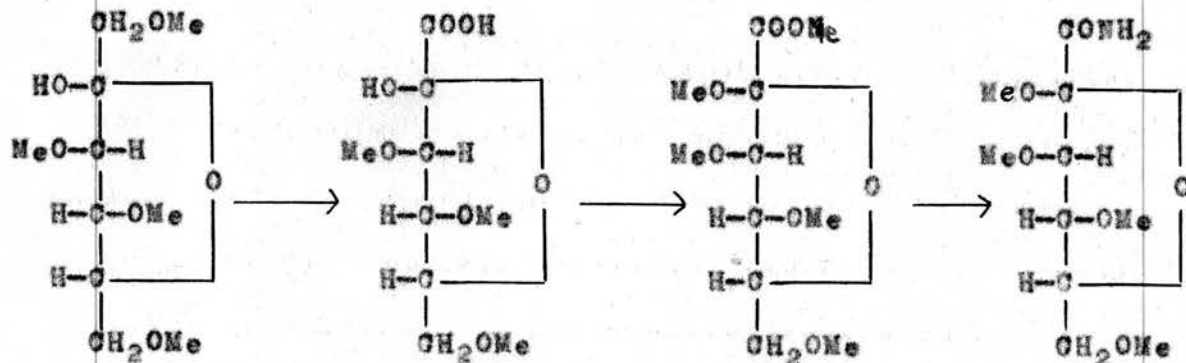 CH2OMe COOH COOMe CONH2
HO-C HO-C MeO-C MeO-C
MeO-C-H MeO-C-H MeO-C-H MeO-C-H
O O O O
H-C-OMe H-C-OMe H-C-OMe H-C-OMe
H-C H-C H-C H-C
CH2OMe CH2OMe CH2OMe CH2OMe